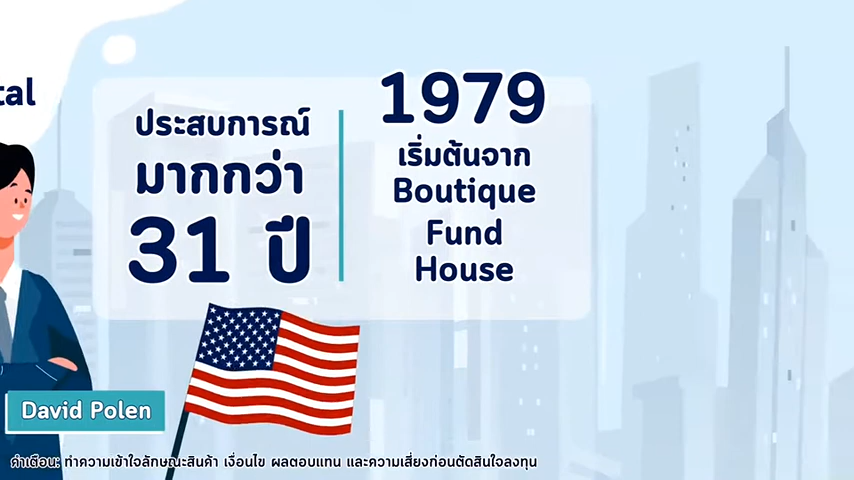 tal
ประสบการณ์
มากกว่า
31 ปี
1979
เริ่มต้นจาก
Boutique
Fund
House
David Polen
คำเตือน: ทำความเข้าใจลักษณะสินค้า เงื่อนไข ผลตอบแทน และความเสี่ยงก่อนตัดสินใจลงทุน